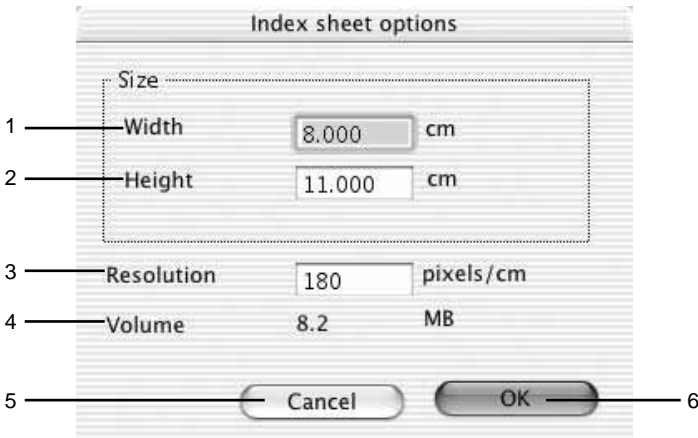 Index sheet options
Size
1 Width 8.000 cm
2 Height 11.000 cm
3 Resolution 180 pixels/cm
4 Volume 8.2 MB
5 Cancel OK 6